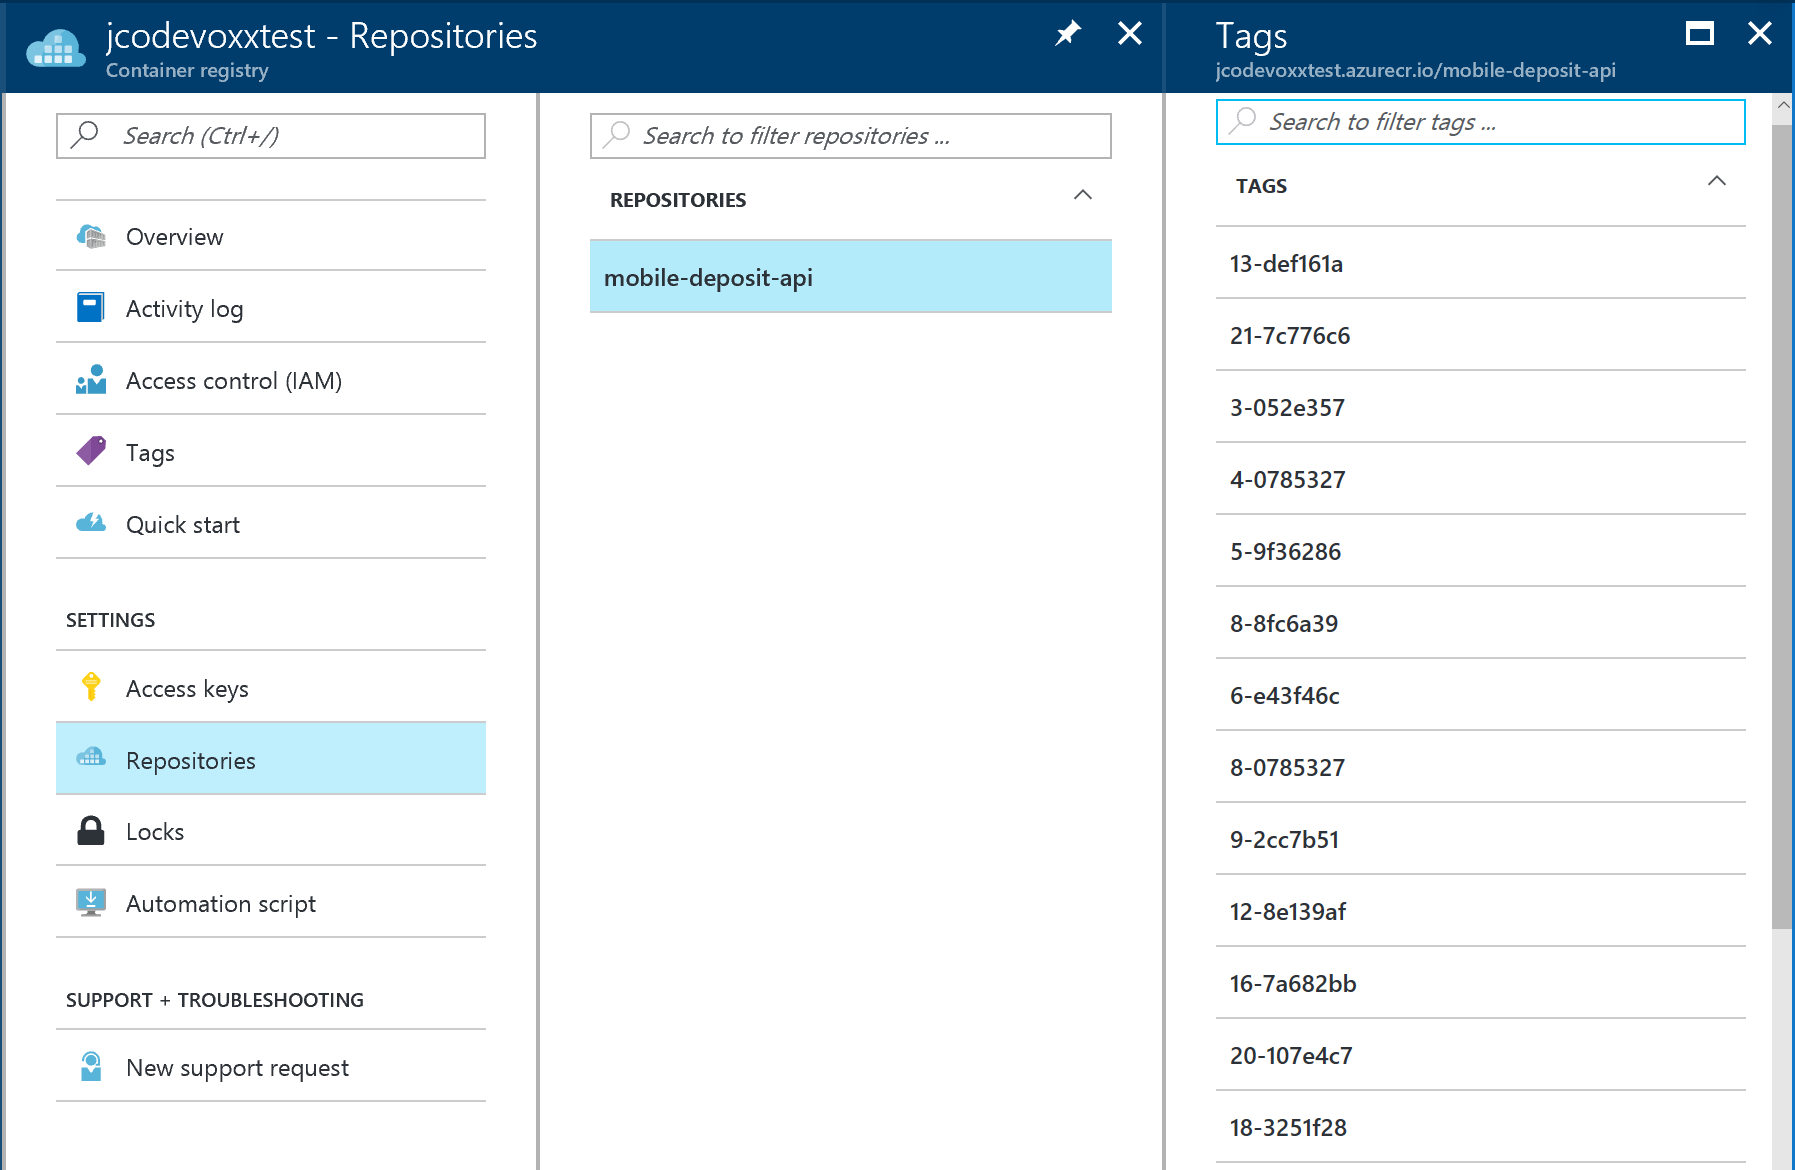 jcodevoxxtest - Repositories
Container registry
Search (Ctrl+/)
Overview
Activity log
Access control (IAM)
Tags
Quick start
SETTINGS
Access keys
Repositories
Locks
Automation script
SUPPORT + TROUBLESHOOTING
New support request
Search to filter repositories ...
REPOSITORIES
mobile-deposit-api
Tags
jcodevoxxtest.azurecr.io/mobile-deposit-api
Search to filter tags ...
TAGS
13-def161a
21-7c776c6
3-052e357
4-0785327
5-9f36286
8-8fc6a39
6-e43f46c
8-0785327
9-2cc7b51
12-8e139af
16-7a682bb
20-107e4c7
18-3251f28